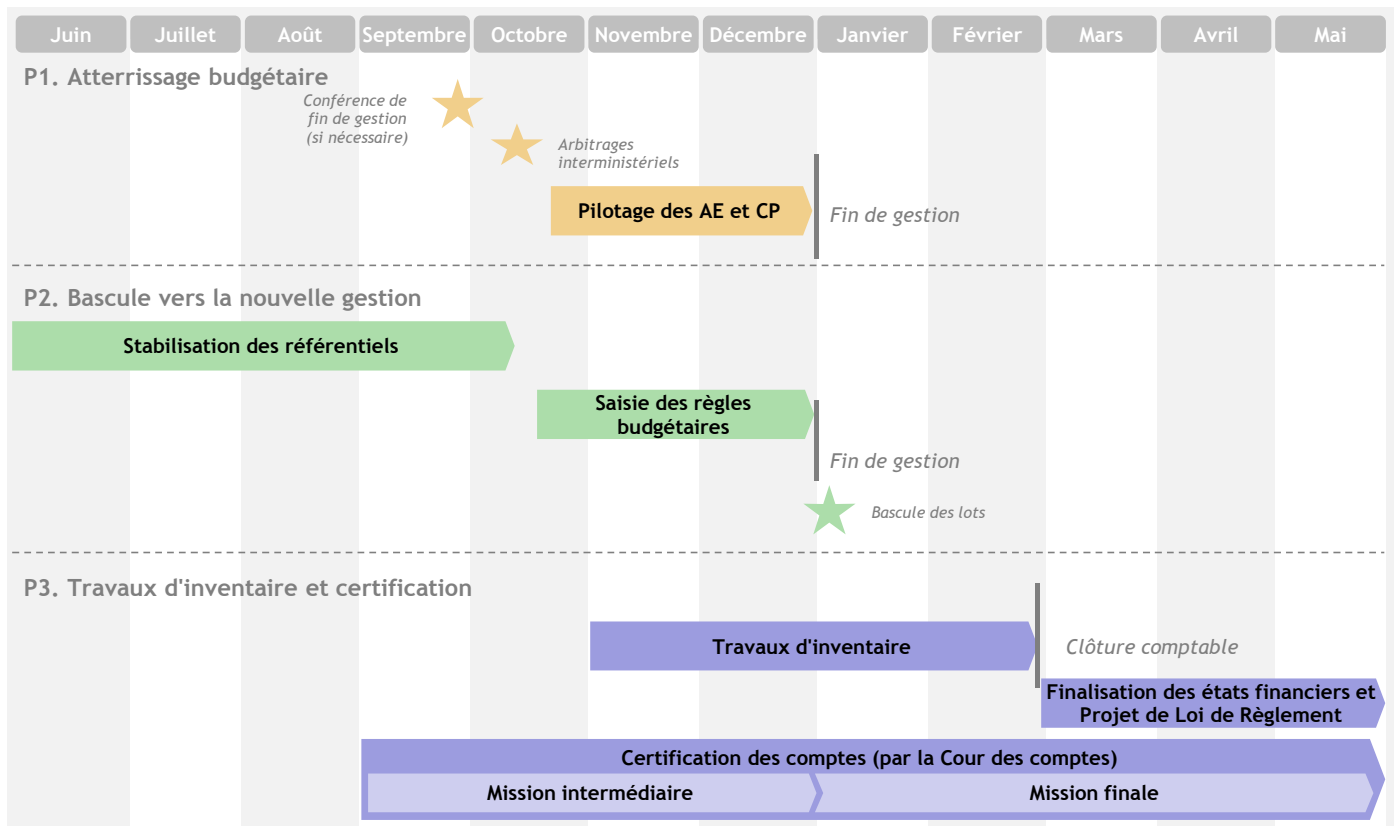 Juin Juillet Août Septembre Octobre Novembre Décembre Janvier Février Mars Avril Mai
P1. Atterrissage budgétaire
Conférence de
fin de gestion
(si nécessaire)
Arbitrages
interministériels
Pilotage des AE et CP
Fin de gestion
P2. Bascule vers la nouvelle gestion
Stabilisation des référentiels
Saisie des règles
budgétaires
Fin de gestion
Bascule des lots
P3. Travaux d'inventaire et certification
Travaux d'inventaire
Clôture comptable
Finalisation des états financiers et
Projet de Loi de Règlement
Certification des comptes (par la Cour des comptes)
Mission intermédiaire
Mission finale